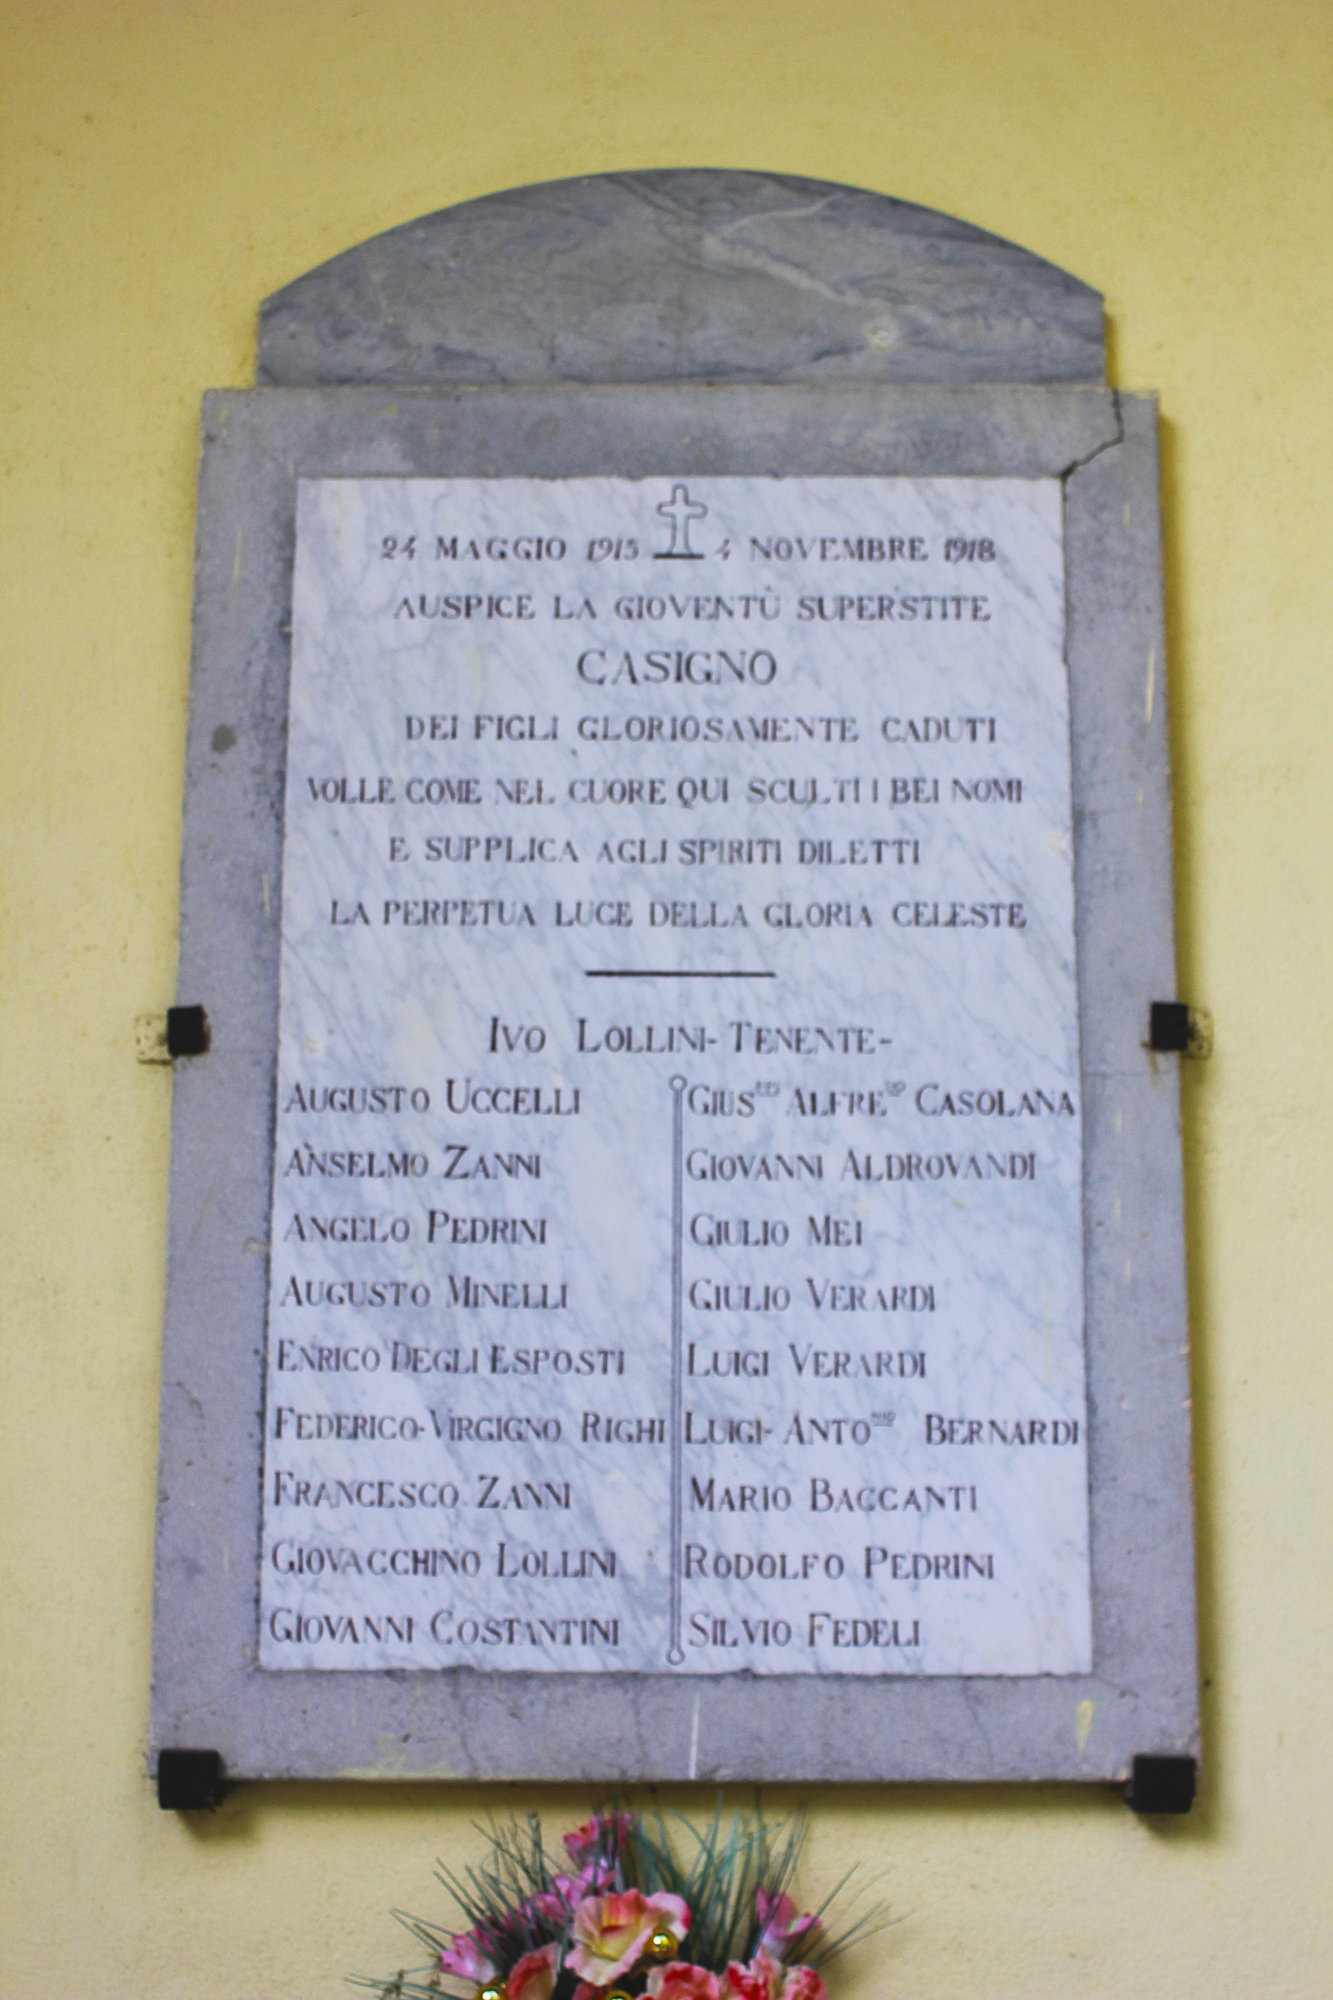 24 MAGGIO 1915 4 NOVEMBRE 1918
AUSPICE LA GIOVENTÙ SUPERSTITE
CASIGNO
DEI FIGLI GLORIOSAMENTE CADUTI
VOLLE COME NEL CUORE QUI SCULTI I BEI NOMI
E SUPPLICA AGLI SPIRITI DILETTI
LA PERPETUA LUCE DELLA GLORIA CELESTE
IVO LOLLINI - TENENTE -
AUGUSTO UCCELLI
ANSELMO ZANNI
ANGELO PEDRINI
AUGUSTO MINELLI
ENRICO DEGLI ESPOSTI
FEDERICO-VIRGIGNO RIGHI
FRANCESCO ZANNI
GIOVACCHINO LOLLINI
GIOVANNI COSTANTINI
GIUS ALFRE CASOLANA
GIOVANNI ALDROVANDI
GIULIO MEI
GIULIO VERARDI
LUIGI VERARDI
LUIGI-ANTO BERNARDI
MARIO BACCANTI
RODOLFO PEDRINI
SILVIO FEDELI